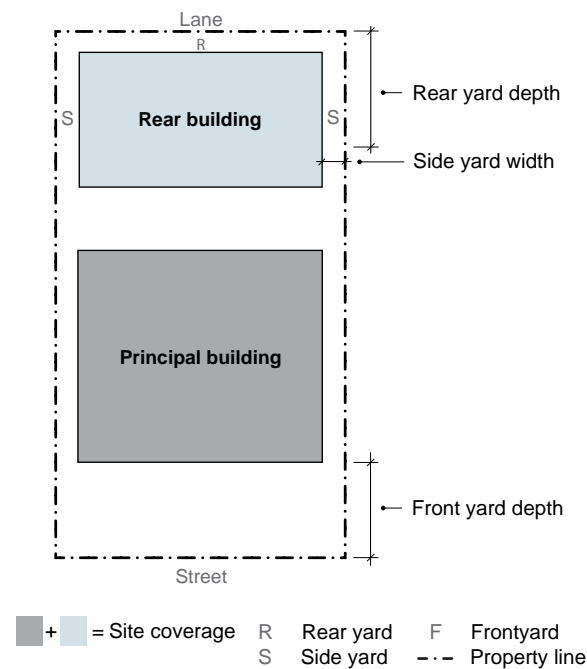 Lane
R
Rear yard depth
S
Rear building
S
Side yard width
Principal building
Front yard depth
Street
+ = Site coverage
R Rear yard
F Frontyard
S Side yard
Property line